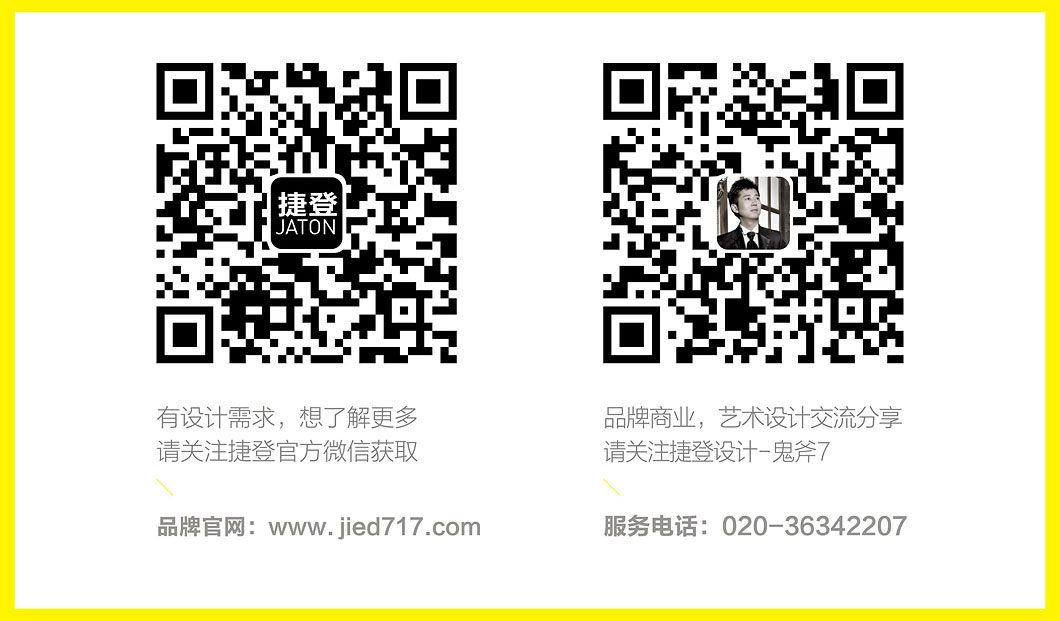 捷登
JATON
有设计需求，想了解更多
请关注捷登官方微信获取
品牌官网：www.jied717.com
品牌商业，艺术设计交流分享
请关注捷登设计-鬼斧7
服务电话：020-36342207